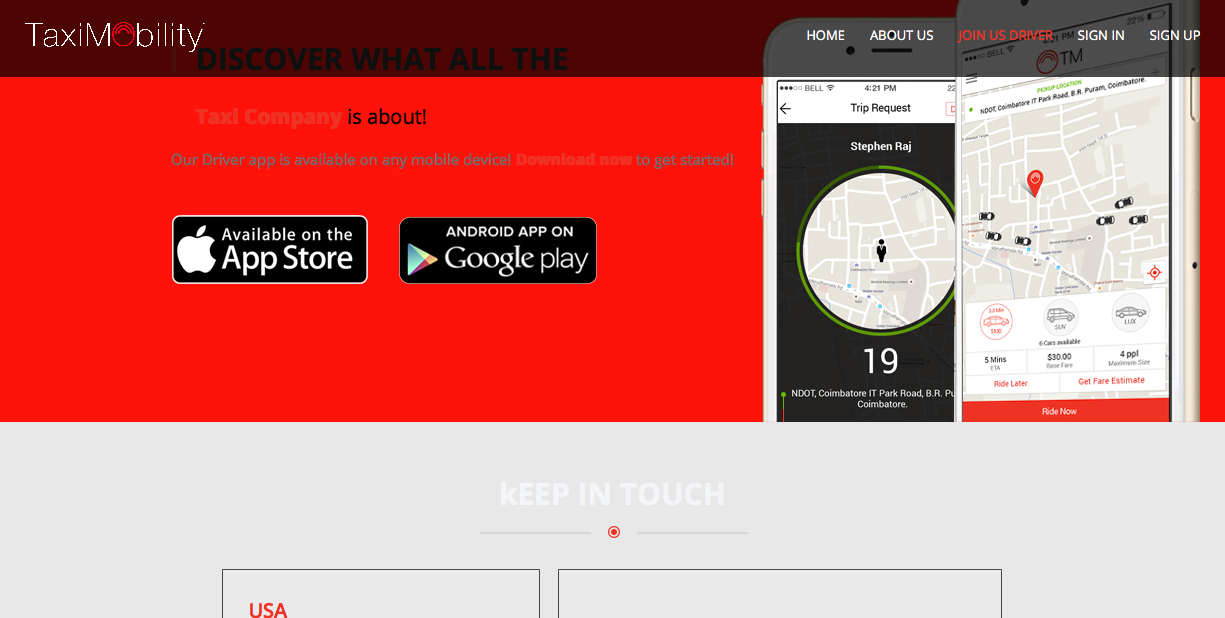 TaxiMobility
HOME ABOUT US JOIN US DRIVER SIGN IN SIGN UP
DISCOVER WHAT ALL THE
Taxi Company is about!
Our Driver app is available on any mobile device! Download now to get started!
Available on the
App Store
ANDROID APP ON
Google play
BELL 4:21 PM 22
Trip Request
Stephen Raj
19
NDOT, Coimbatore IT Park Road, B.R. Pu
Coimbatore.
BELL 4:21 PM 22%
TM
PICKUP LOCATION
NDOT, Coimbatore IT Park Road, B.R. Puram, Coimbatore.
TAXI
SUV
LUX
6 Cars available
5 Mins
ETA
$30.00
Base Fare
4 ppl
Maximum Size
Ride Later
Get Fare Estimate
Ride Now
kEEP IN TOUCH
USA